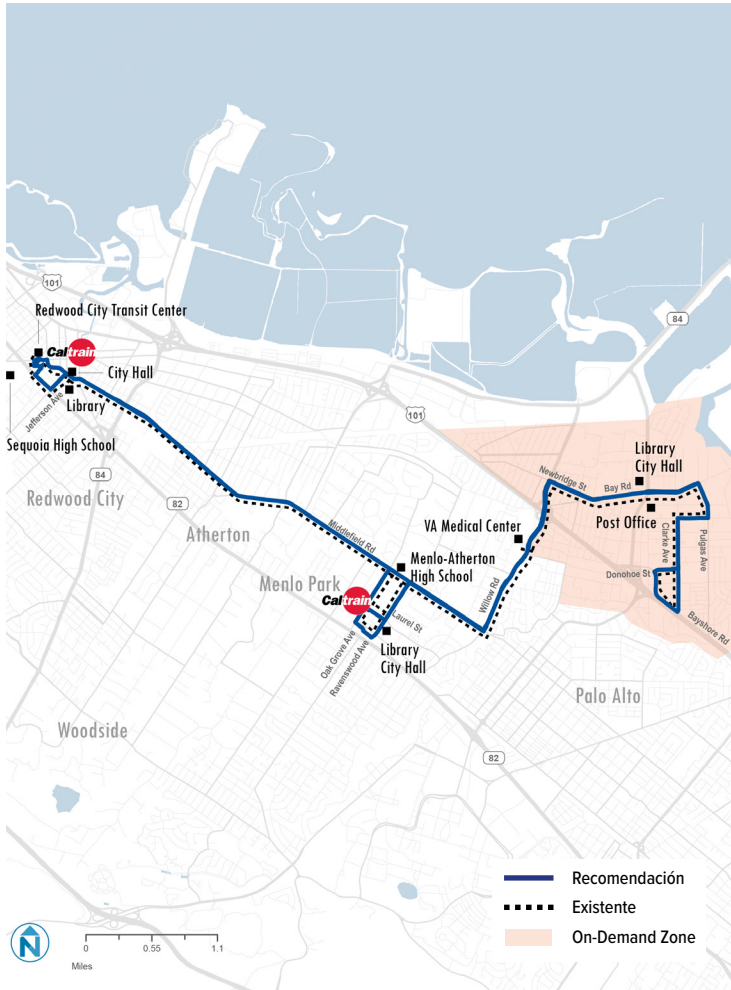 84
101
Redwood City Transit Center
Caltrain
City Hall
Library
Jefferson Ave
Sequoia High School
84
Redwood City
82
Atherton
Middlefield Rd
101
Newbridge St
Bay Rd
Library
City Hall
Post Office
VA Medical Center
Clarke Ave
Pulgas Ave
Donohoe St
Bayshore Rd
Willow Rd
Menlo-Atherton
High School
Menlo Park
Caltrain
Laurel St
Oak Grove Ave
Ravenswood Ave
Library
City Hall
Palo Alto
Woodside
82
Recomendación
Existente
On-Demand Zone
N
0
0.55
1.1
Miles